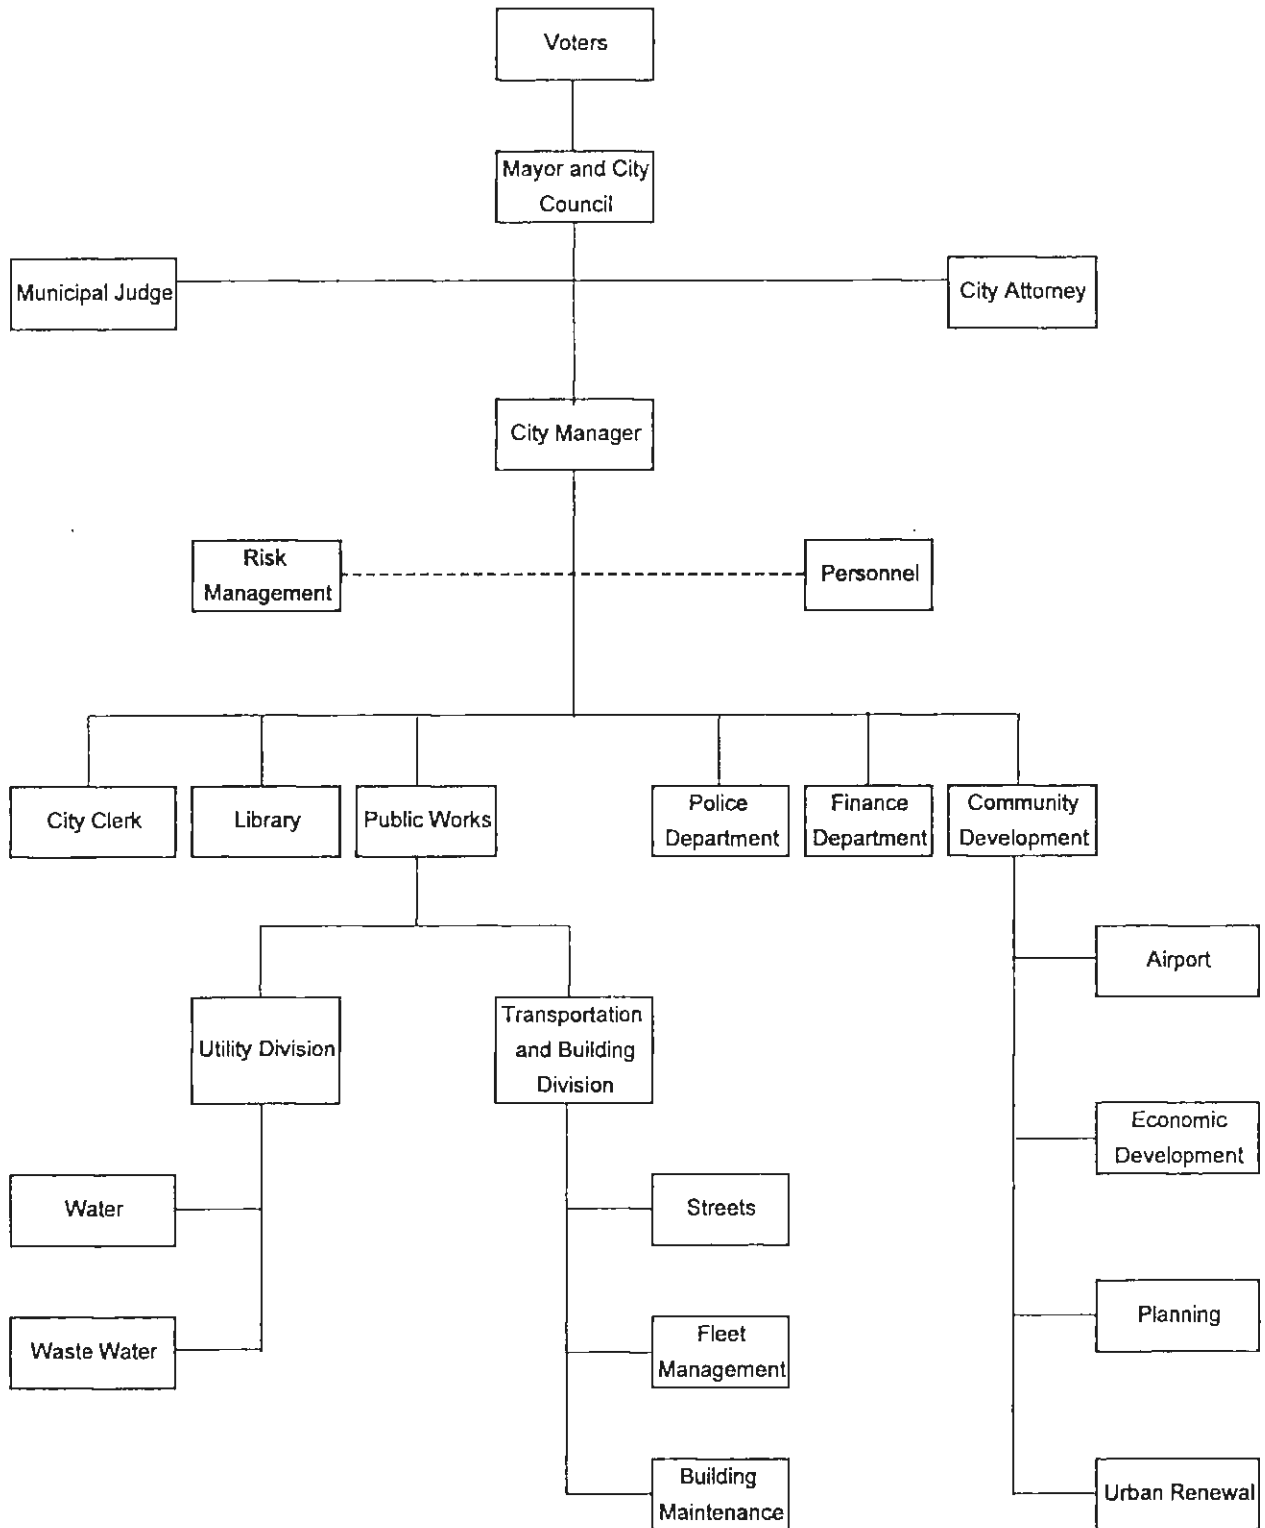 Voters
Mayor and City
Council
Municipal Judge
City Attorney
City Manager
Risk
Management
Personnel
City Clerk
Library
Public Works
Police
Department
Finance
Department
Community
Development
Airport
Utility Division
Transportation
and Building
Division
Economic
Development
Water
Streets
Planning
Waste Water
Fleet
Management
Building
Maintenance
Urban Renewal